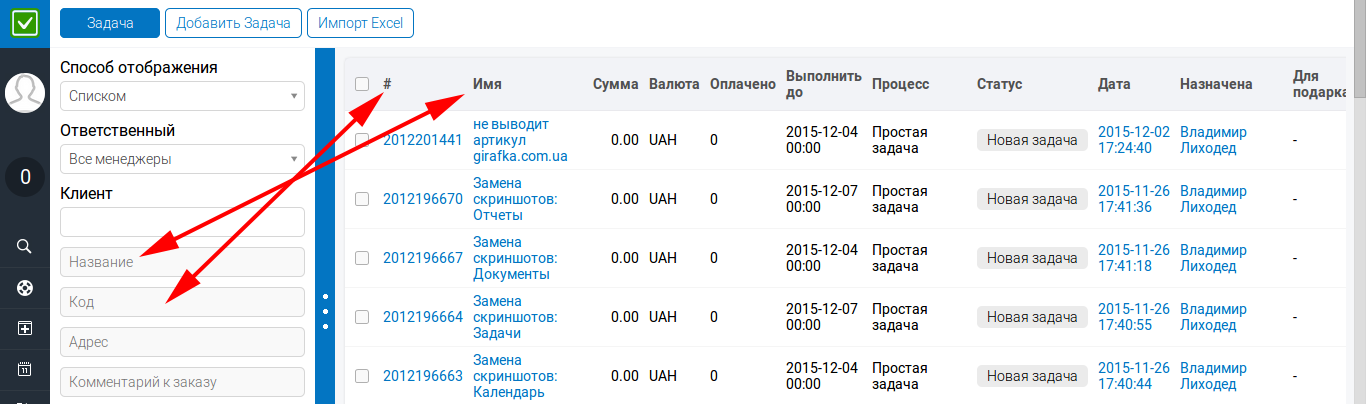 Задача
Добавить Задача
Импорт Excel
Способ отображения
Списком
Ответственный
Все менеджеры
0
Клиент
Название
Код
Адрес
11
Комментарий к заказу
# Имя Сумма Валюта Оплачено Выполнить до Процесс Статус Дата Назначена Для подарка
2012201441
не выводит
артикул
girafka.com.ua
0.00 UAH 0
2015-12-04
00:00
Простая
задача
Новая задача
2015-12-02
17:24:40
Владимир
Лиходед
-
2012196670
Замена
скриншотов:
Отчеты
0.00 UAH 0
2015-12-07
00:00
Простая
задача
Новая задача
2015-11-26
17:41:36
Владимир
Лиходед
-
2012196667
Замена
скриншотов:
Документы
0.00 UAH 0
2015-12-04
00:00
Простая
задача
Новая задача
2015-11-26
17:41:18
Владимир
Лиходед
-
2012196664
Замена
скриншотов:
Задачи
0.00 UAH 0
2015-12-07
00:00
Простая
задача
Новая задача
2015-11-26
17:40:55
Владимир
Лиходед
-
2012196663
Замена
скриншотов:
Календарь
0.00 UAH 0
2015-12-04
00:00
Простая
задача
Новая задача
2015-11-26
17:40:44
Владимир
Лиходед
-